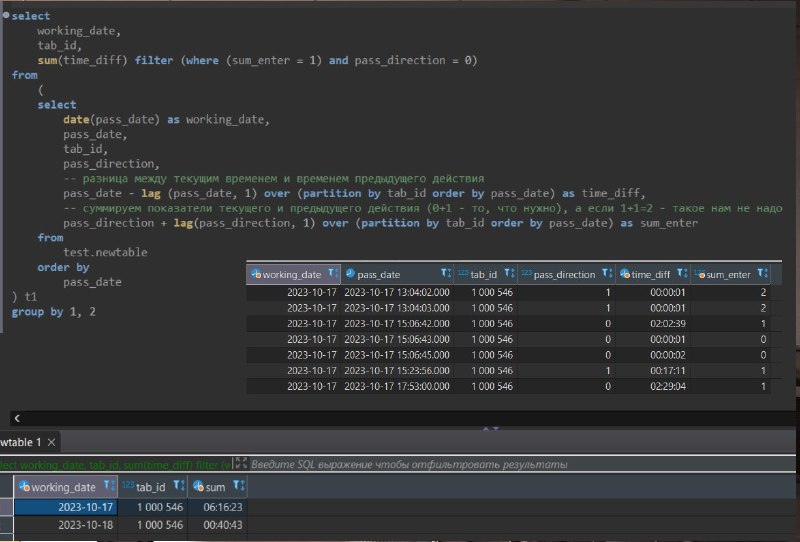 select
working_date,
tab_id,
sum(time_diff) filter (where (sum_enter = 1) and pass_direction = 0)
from
(
select
date(pass_date) as working_date,
pass_date,
tab_id,
pass_direction,
-- разница между текущим временем и временем предыдущего действия
pass_date - lag (pass_date, 1) over (partition by tab_id order by pass_date) as time_diff,
-- суммируем показатели текущего и предыдущего действия (0+1 - то, что нужно), а если 1+1=2 - такое нам не надо
pass_direction + lag(pass_direction, 1) over (partition by tab_id order by pass_date) as sum_enter
from
test.newtable
order by
pass_date
) t1
group by 1, 2
working_date pass_date 123 tab_id 123 pass_direction time_diff sum_enter
2023-10-17 2023-10-17 13:04:02.000 1 000 546 1 00:00:01 2
2023-10-17 2023-10-17 13:04:03.000 1 000 546 1 00:00:01 2
2023-10-17 2023-10-17 15:06:42.000 1 000 546 0 02:02:39 1
2023-10-17 2023-10-17 15:06:43.000 1 000 546 0 00:00:01 0
2023-10-17 2023-10-17 15:06:45.000 1 000 546 0 00:00:02 0
2023-10-17 2023-10-17 15:23:56.000 1 000 546 1 00:17:11 1
2023-10-17 2023-10-17 17:53:00.000 1 000 546 0 02:29:04 1
wtable 1
lect working_date, tab_id, sum(time_diff) filter (w Введите SQL выражение чтобы отфильтровать результаты
working_date 123 tab_id sum
2023-10-17 1 000 546 06:16:23
2023-10-18 1 000 546 00:40:43